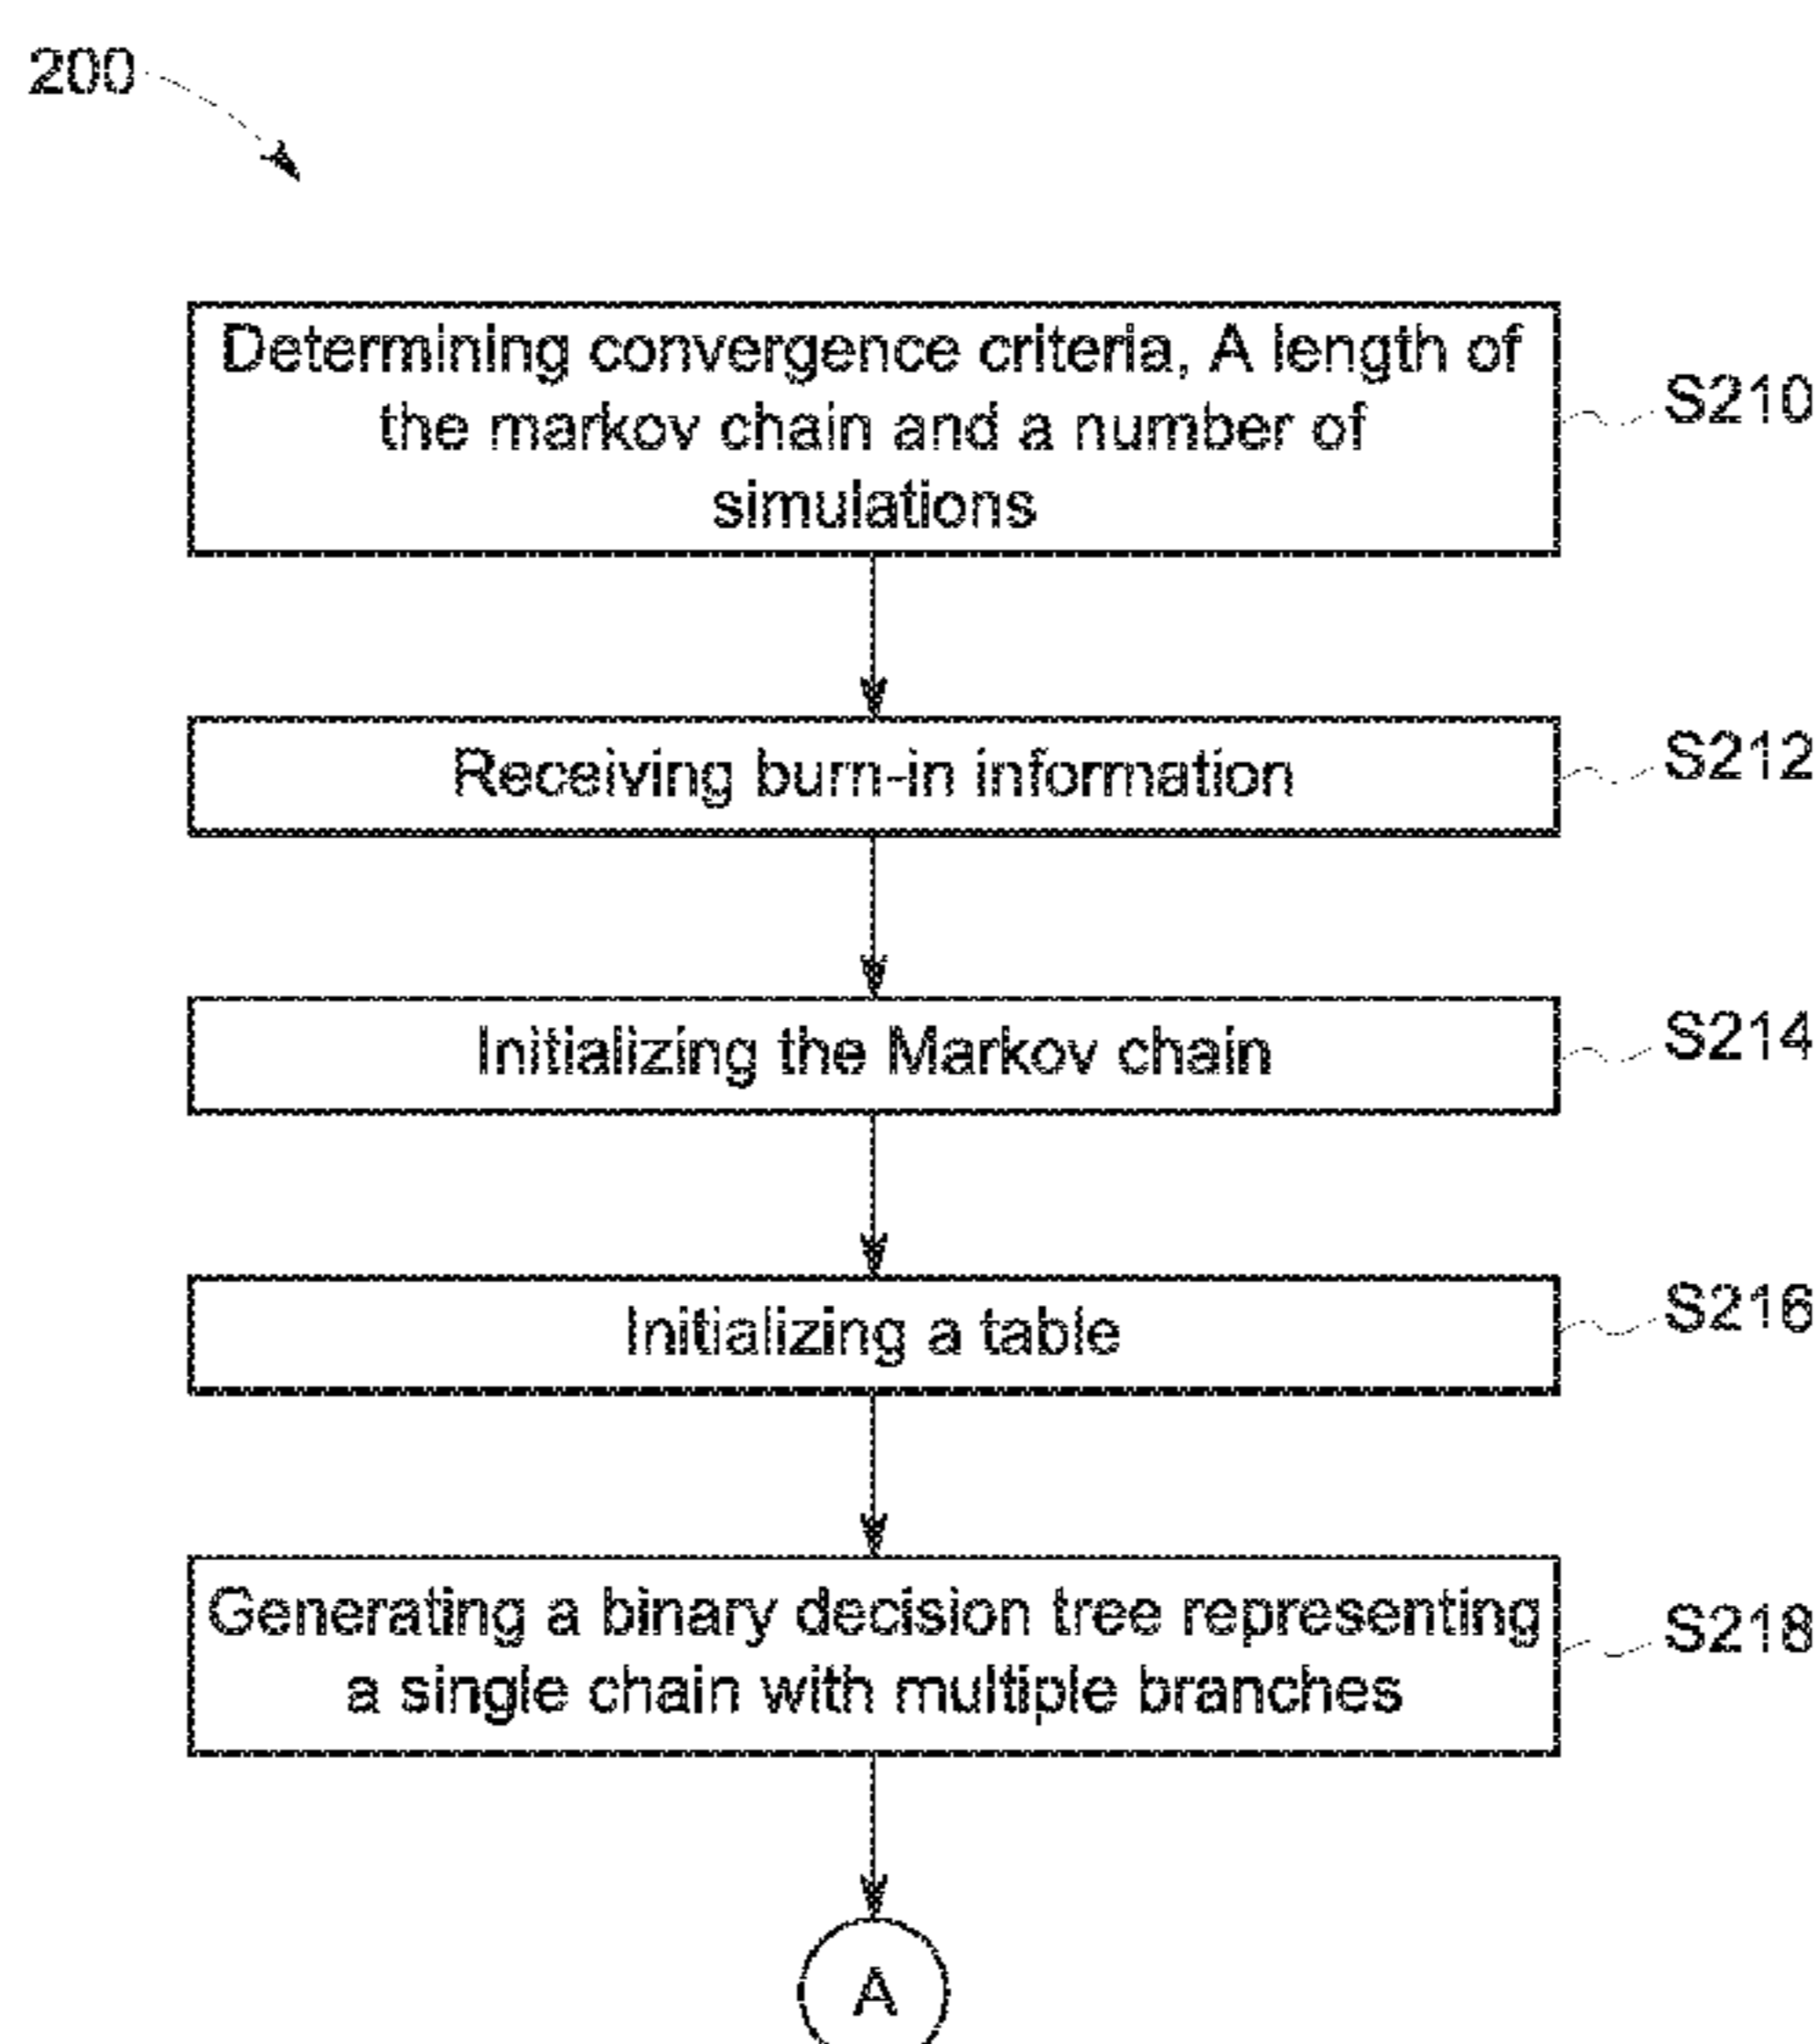 200
Determining convergence criteria, A length of
the markov chain and a number of
simulations
S210
Receiving burn-in information
S212
Initializing the Markov chain
S214
Initializing a table
S216
Generating a binary decision tree representing
a single chain with multiple branches
S218
A